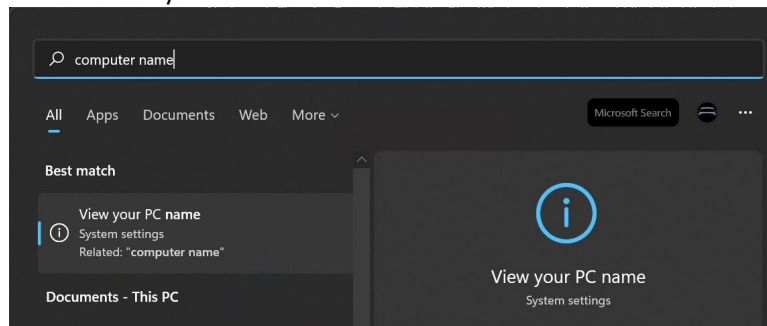 computer name
All Apps Documents Web More
Microsoft Search
Best match
View your PC name
System settings
Related: "computer name"
Documents - This PC
View your PC name
System settings